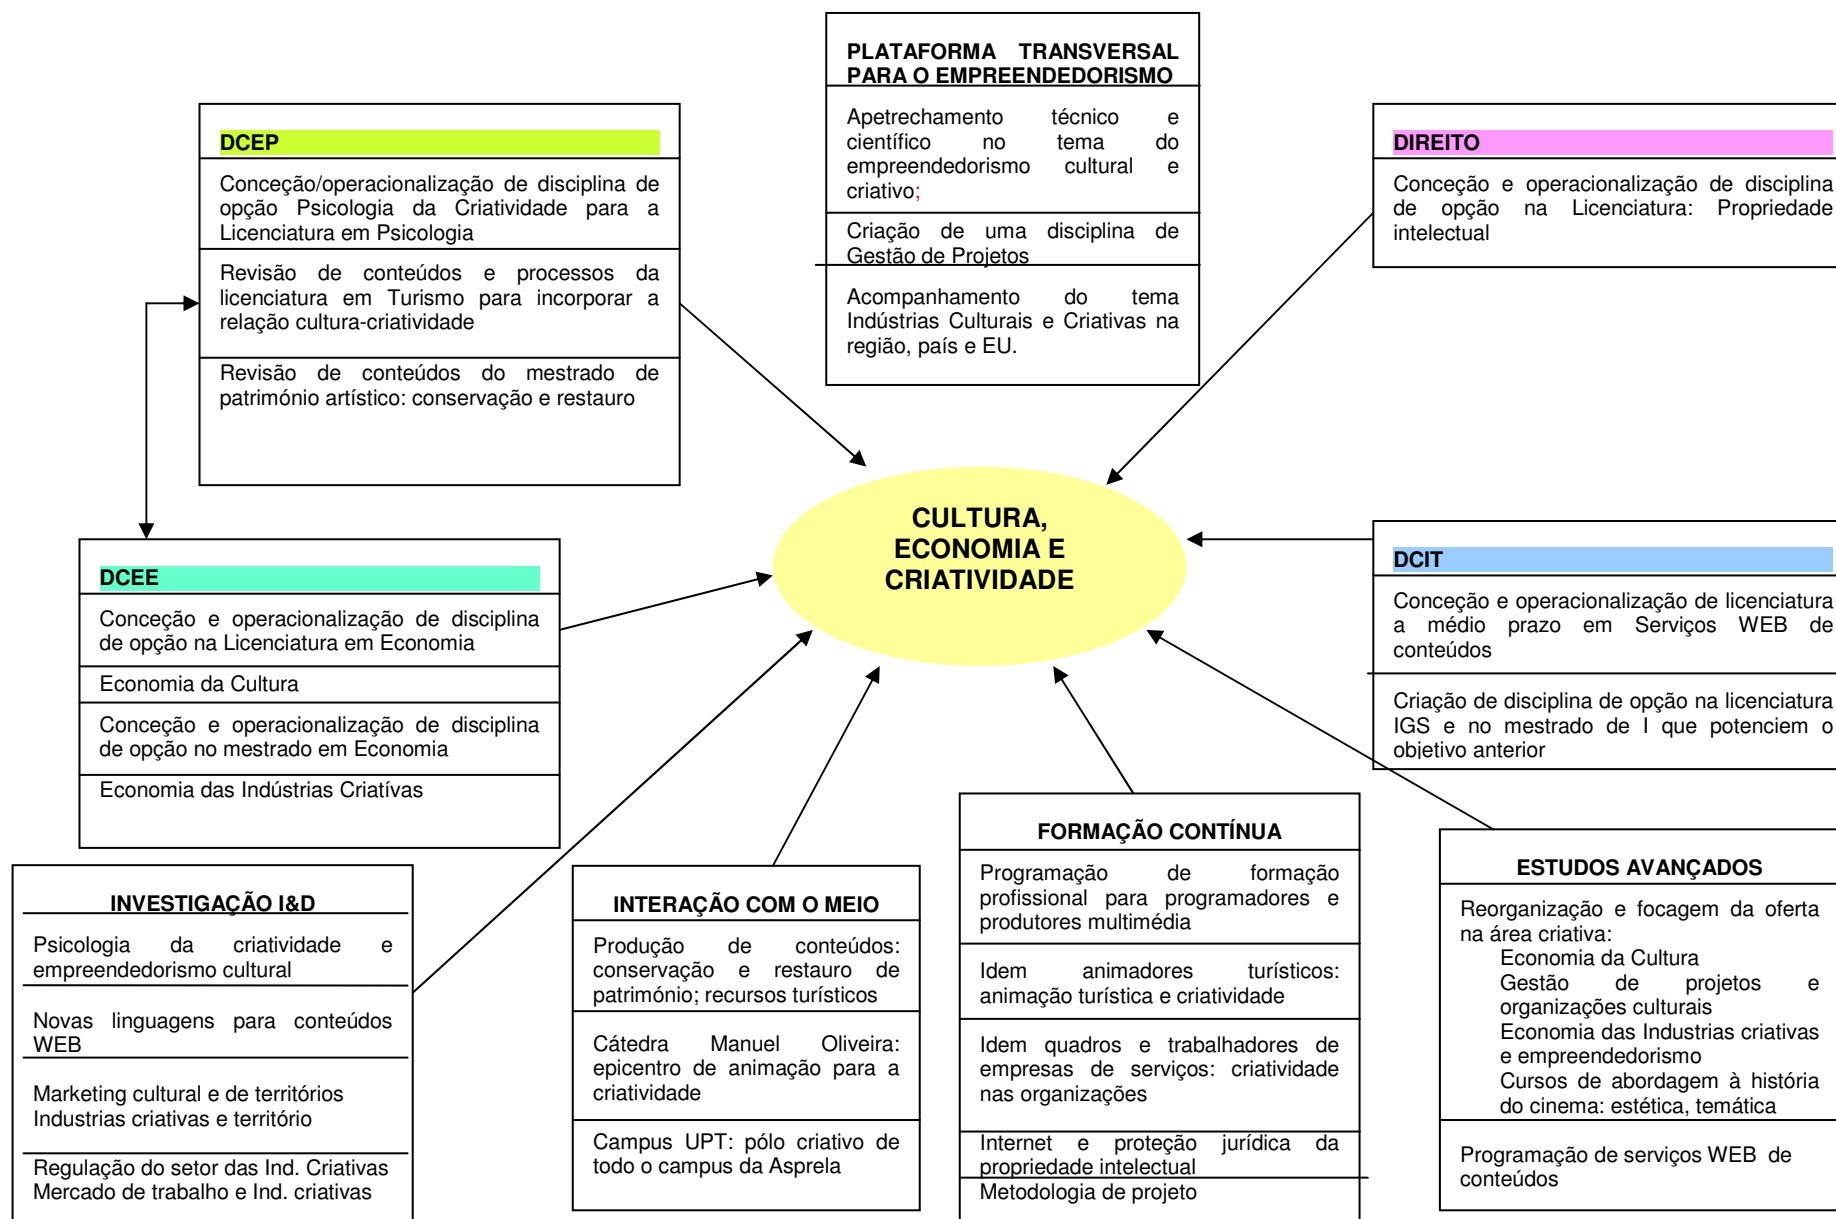 PLATAFORMA TRANSVERSAL
PARA O EMPREENDEDORISMO
Apetrechamento técnico e
científico no tema do
empreendedorismo cultural e
criativo;
Criação de uma disciplina de
Gestão de Projetos
Acompanhamento do tema
Indústrias Culturais e Criativas na
região, país e EU.
DCEP
Conceção/operacionalização de disciplina de
opção Psicologia da Criatividade para a
Licenciatura em Psicologia
Revisão de conteúdos e processos da
licenciatura em Turismo para incorporar a
relação cultura-criatividade
Revisão de conteúdos do mestrado de
património artístico: conservação e restauro
DIREITO
Conceção e operacionalização de disciplina
de opção na Licenciatura: Propriedade
intelectual
CULTURA,
ECONOMIA E
CRIATIVIDADE
DCEE
Conceção e operacionalização de disciplina
de opção na Licenciatura em Economia
Economia da Cultura
Conceção e operacionalização de disciplina
de opção no mestrado em Economia
Economia das Indústrias Criatívas
DCIT
Conceção e operacionalização de licenciatura
a médio prazo em Serviços WEB de
conteúdos
Criação de disciplina de opção na licenciatura
IGS e no mestrado de I que potenciem o
objetivo anterior
INVESTIGAÇÃO I&D
Psicologia da criatividade e
empreendedorismo cultural
Novas linguagens para conteúdos
WEB
Marketing cultural e de territórios
Industrias criativas e território
Regulação do setor das Ind. Criativas
Mercado de trabalho e Ind. criativas
INTERAÇÃO COM O MEIO
Produção de conteúdos:
conservação e restauro de
património; recursos turísticos
Cátedra Manuel Oliveira:
epicentro de animação para a
criatividade
Campus UPT: pólo criativo de
todo o campus da Asprela
FORMAÇÃO CONTÍNUA
Programação de formação
profissional para programadores e
produtores multimédia
Idem animadores turísticos:
animação turística e criatividade
Idem quadros e trabalhadores de
empresas de serviços: criatividade
nas organizações
Internet e proteção jurídica da
propriedade intelectual
Metodologia de projeto
ESTUDOS AVANÇADOS
Reorganização e focagem da oferta
na área criativa:
Economia da Cultura
Gestão de projetos e
organizações culturais
Economia das Industrias criativas
e empreendedorismo
Cursos de abordagem à história
do cinema: estética, temática
Programação de serviços WEB de
conteúdos